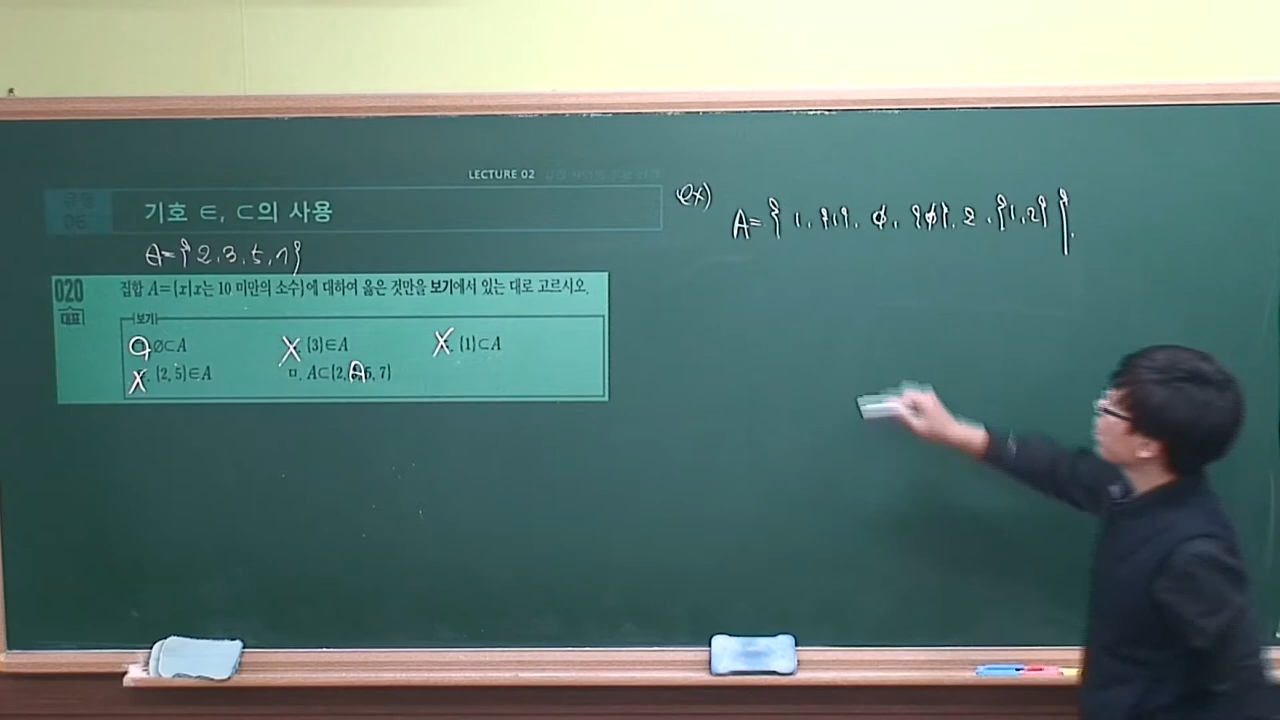 LECTURE 02
유형 06 기호 ∈, ⊂의 사용
A={2,3,5,7}
020 집합 A={x|x는 10 미만의 소수}에 대하여 옳은 것만을 보기에서 있는 대로 고르시오.
대표
보기
∅⊂A {3}∈A {1}⊂A
{2, 5}∈A ㅁ. A⊂{2, 5, 7}
ex)
A={1, {1}, ∅, {∅}, 2, {1,2}}.